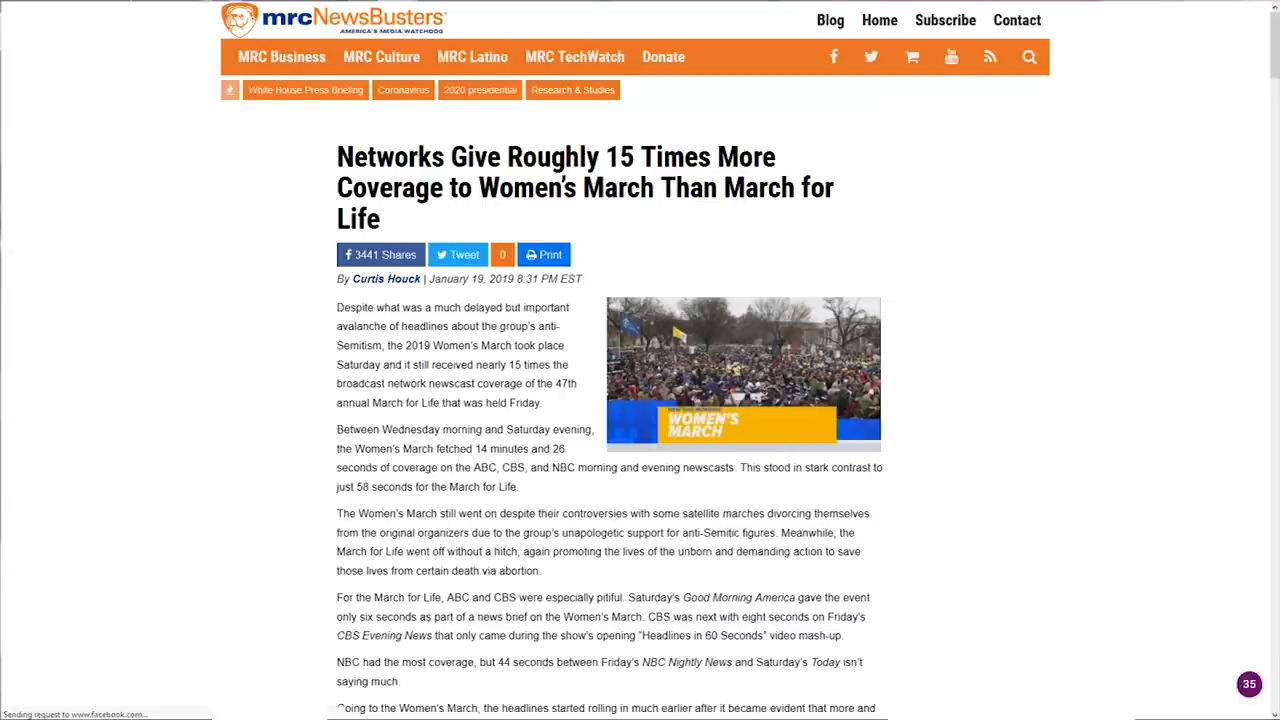 mrcNewsBusters
AMERICA'S MEDIA WATCHDOG
Blog Home Subscribe Contact
MRC Business MRC Culture MRC Latino MRC TechWatch Donate
White House Press Briefing Coronavirus 2020 presidential Research & Studies
Networks Give Roughly 15 Times More
Coverage to Women's March Than March for
Life
3441 Shares Tweet 0 Print
By Curtis Houck | January 19, 2019 8:31 PM EST
Despite what was a much delayed but important
avalanche of headlines about the group's anti-
Semitism, the 2019 Women's March took place
Saturday and it still received nearly 15 times the
broadcast network newscast coverage of the 47th
annual March for Life that was held Friday.
WOMEN'S
MARCH
Between Wednesday morning and Saturday evening,
the Women's March fetched 14 minutes and 26
seconds of coverage on the ABC, CBS, and NBC morning and evening newscasts. This stood in stark contrast to
just 58 seconds for the March for Life.
The Women's March still went on despite their controversies with some satellite marches divorcing themselves
from the original organizers due to the group's unapologetic support for anti-Semitic figures. Meanwhile, the
March for Life went off without a hitch, again promoting the lives of the unborn and demanding action to save
those lives from certain death via abortion.
For the March for Life, ABC and CBS were especially pitiful. Saturday's Good Morning America gave the event
only six seconds as part of a news brief on the Women's March. CBS was next with eight seconds on Friday's
CBS Evening News that only came during the show's opening "Headlines in 60 Seconds" video mash-up.
NBC had the most coverage, but 44 seconds between Friday's NBC Nightly News and Saturday's Today isn't
saying much.
Going to the Women's March, the headlines started rolling in much earlier after it became evident that more and
35
Sending request to www.facebook.com...